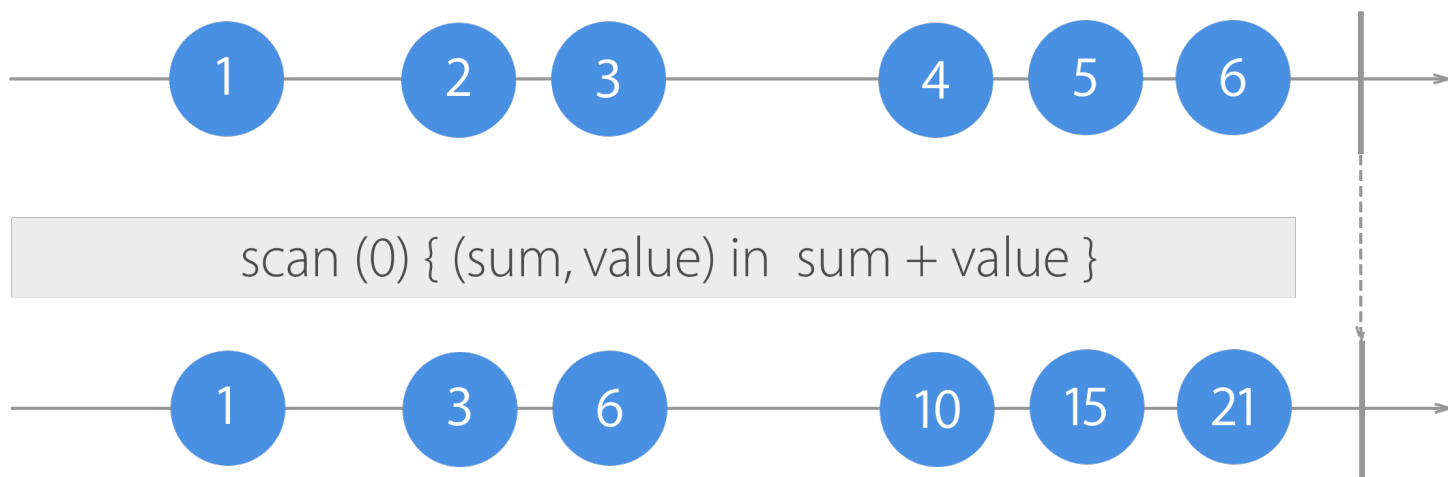 1 2 3 4 5 6
scan (0) { (sum, value) in sum + value }
1 3 6 10 15 21